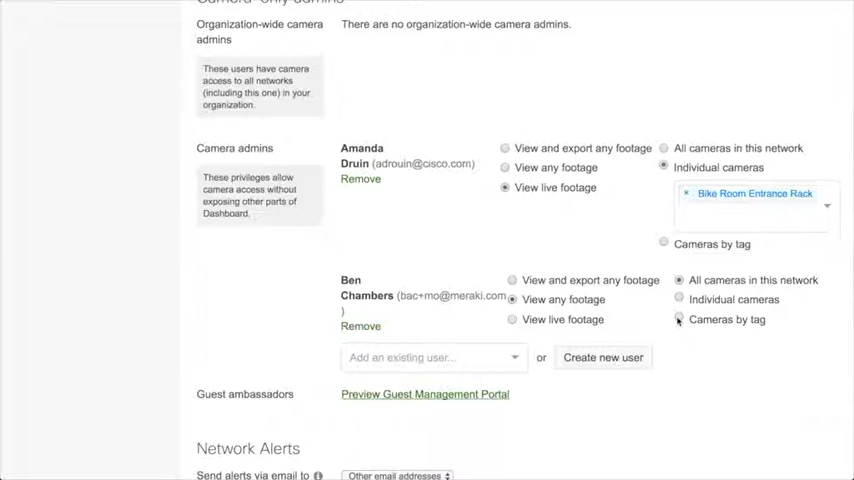 Camera-only admins
Organization-wide camera
admins
There are no organization-wide camera admins.
These users have camera
access to all networks
(including this one) in your
organization.
Camera admins
These privileges allow
camera access without
exposing other parts of
Dashboard.
Amanda
Druin (adrouin@cisco.com)
Remove
View and export any footage
View any footage
View live footage
All cameras in this network
Individual cameras
× Bike Room Entrance Rack
Cameras by tag
Ben
Chambers (bac+mo@meraki.com
)
Remove
View and export any footage
View any footage
View live footage
All cameras in this network
Individual cameras
Cameras by tag
Add an existing user... or Create new user
Guest ambassadors Preview Guest Management Portal
Network Alerts
Send alerts via email to i Other email addresses